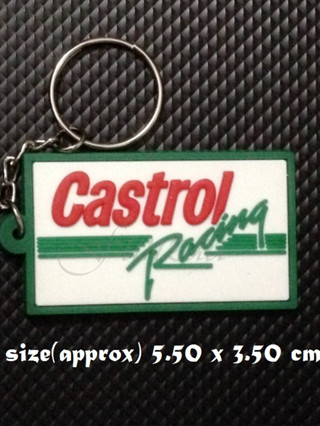 Castrol
Racing
size(approx) 5.50 x 3.50 cm